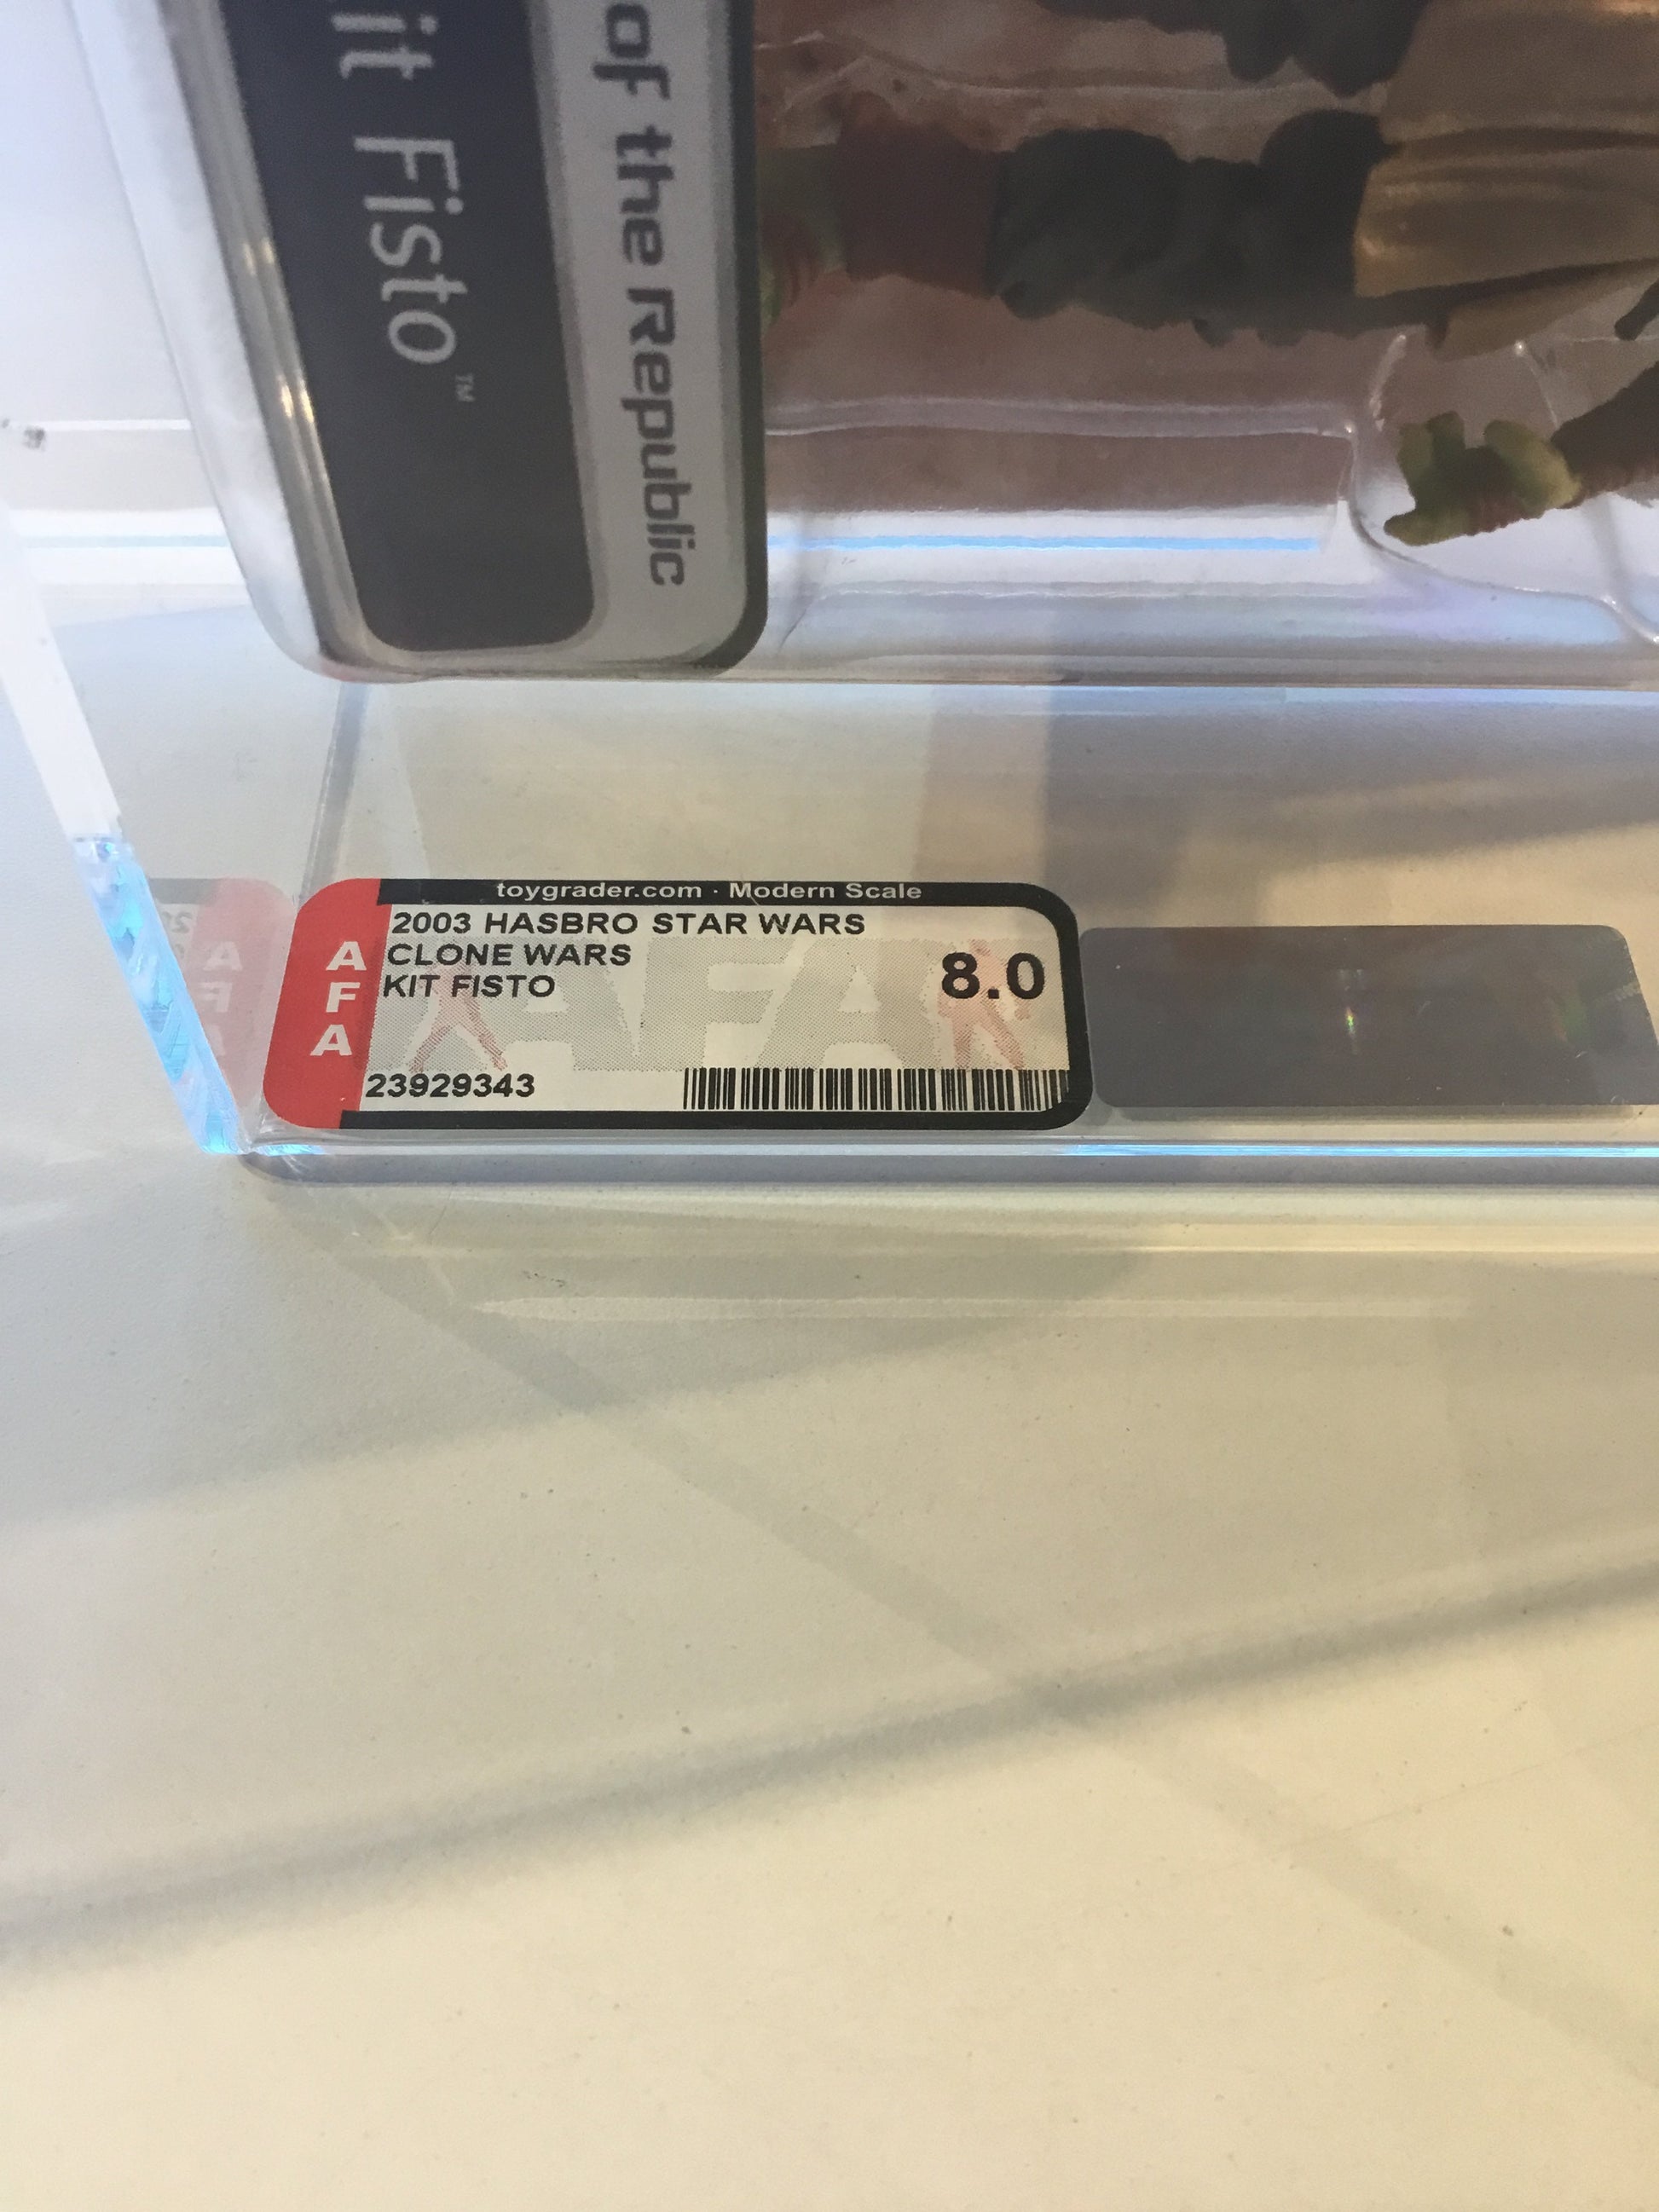 it Fisto™
of the Republic
toygrader.com · Modern Scale
AFA
2003 HASBRO STAR WARS
CLONE WARS
KIT FISTO
8.0
AFA
23929343